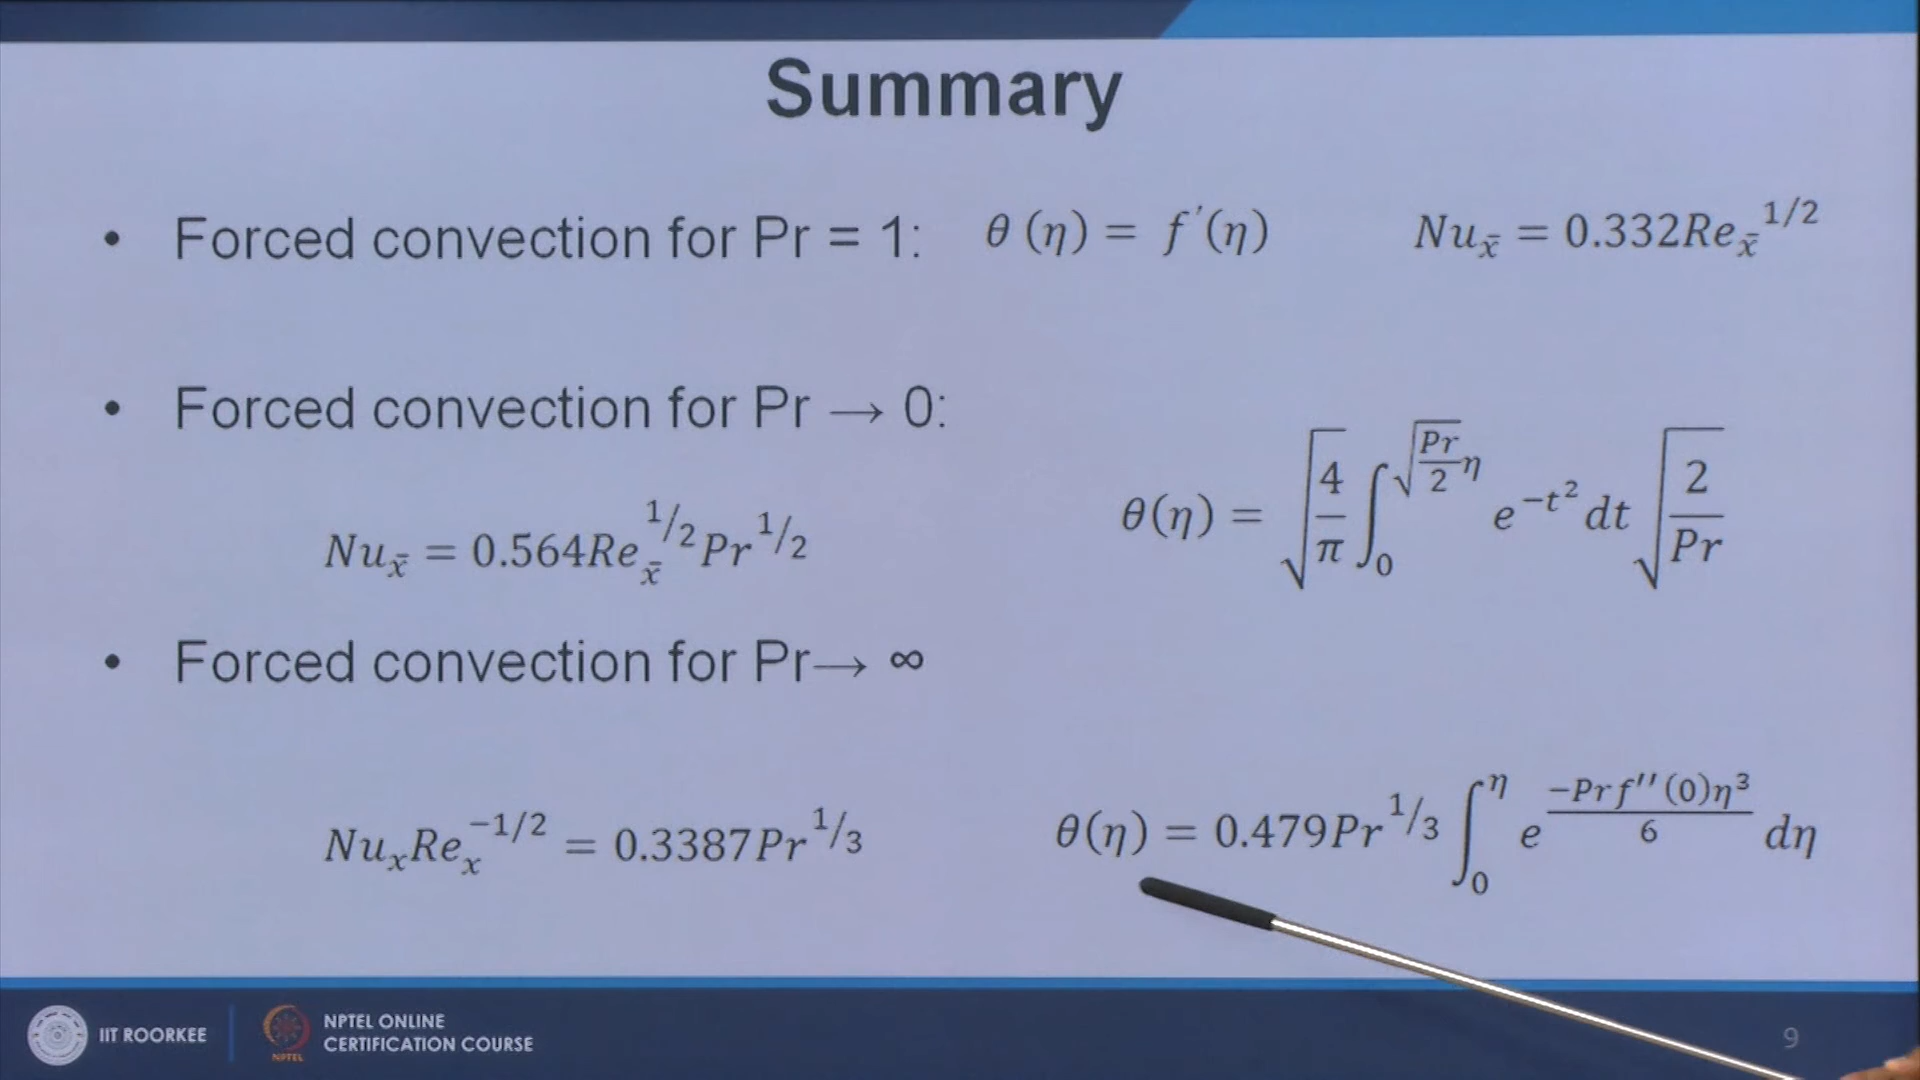 Summary
• Forced convection for Pr = 1: θ (η) = f′(η) Nu_x̄ = 0.332Re_x̄^{1/2}
• Forced convection for Pr → 0:
Nu_x̄ = 0.564Re_x̄^{1/2} Pr^{1/2} θ(η) = √(4/π) ∫_0^{√(Pr/2) η} e^{−t²} dt √(2/Pr)
• Forced convection for Pr→ ∞
Nu_x Re_x^{−1/2} = 0.3387Pr^{1/3} θ(η) = 0.479Pr^{1/3} ∫_0^η e^{−Pr f′′(0)η³/6} dη
IIT ROORKEE
NPTEL
NPTEL ONLINE
CERTIFICATION COURSE
9